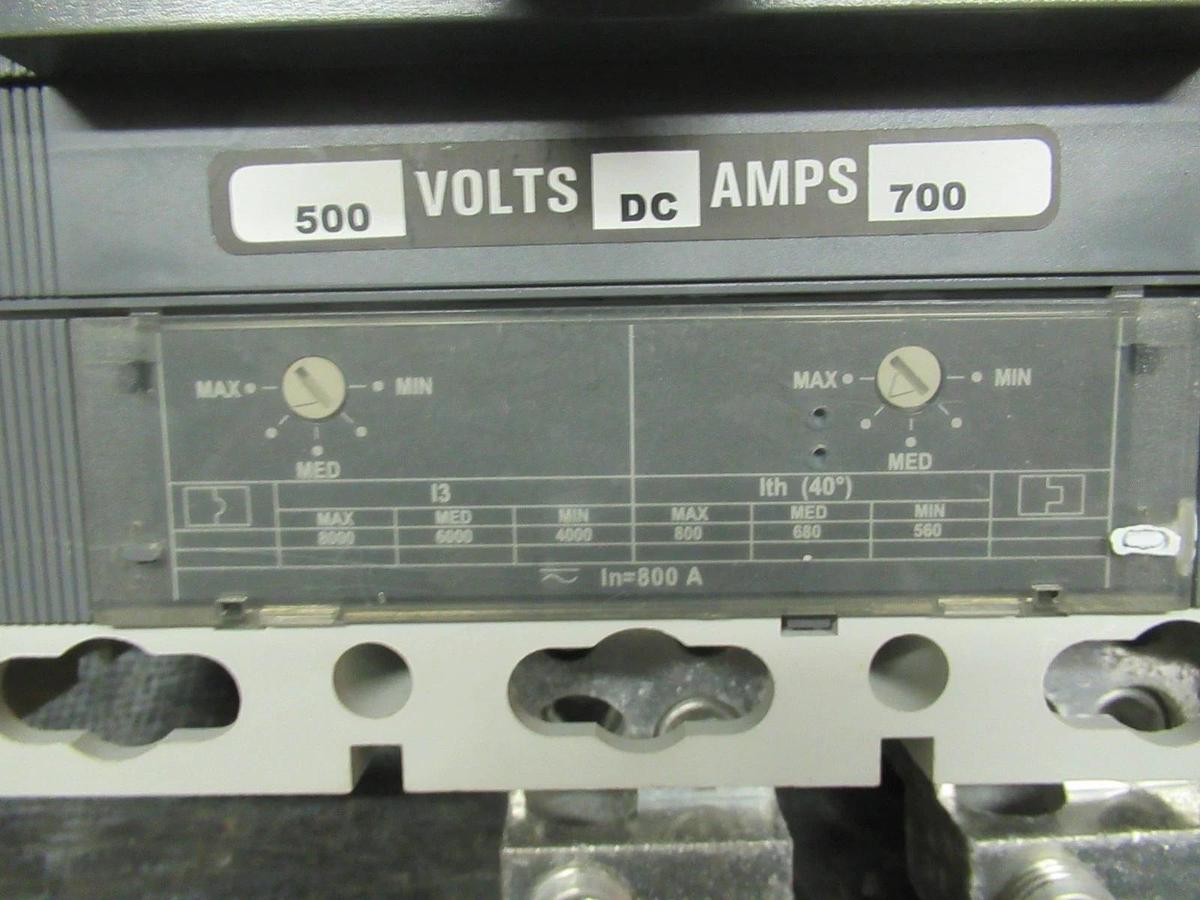 500 VOLTS DC AMPS 700
MAX MIN MAX MIN
MED MED
I3 Ith (40°)
MAX MED MIN MAX MED MIN
8000 6000 4000 800 680 560
In=800 A